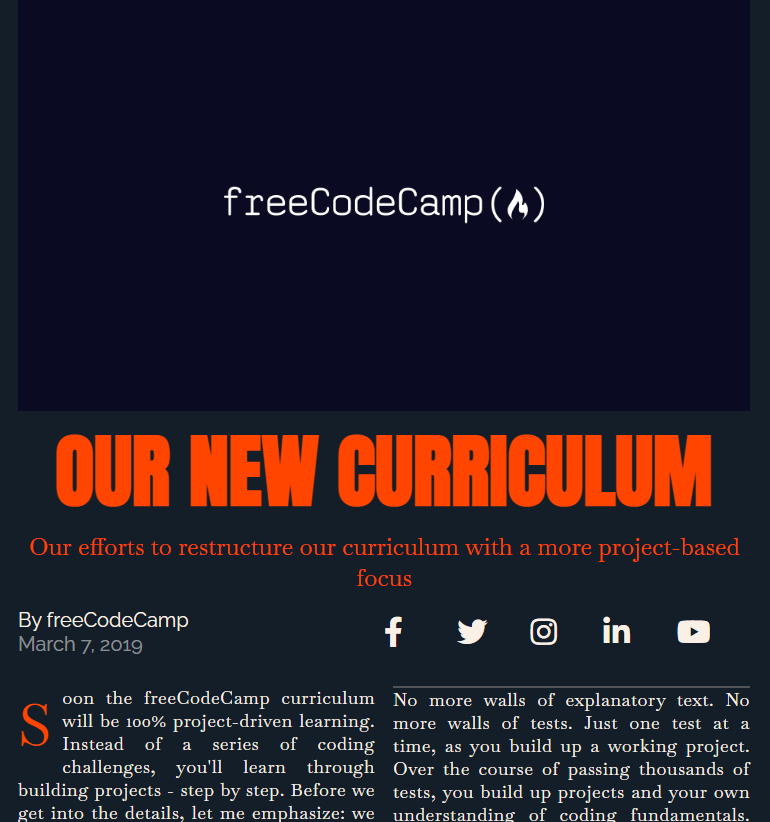 freeCodeCamp
OUR NEW CURRICULUM
Our efforts to restructure our curriculum with a more project-based
focus
By freeCodeCamp
March 7, 2019
Soon the freeCodeCamp curriculum
will be 100% project-driven learning.
Instead of a series of coding
challenges, you'll learn through
building projects - step by step. Before we
get into the details, let me emphasize: we
No more walls of explanatory text. No
more walls of tests. Just one test at a
time, as you build up a working project.
Over the course of passing thousands of
tests, you build up projects and your own
understanding of coding fundamentals.